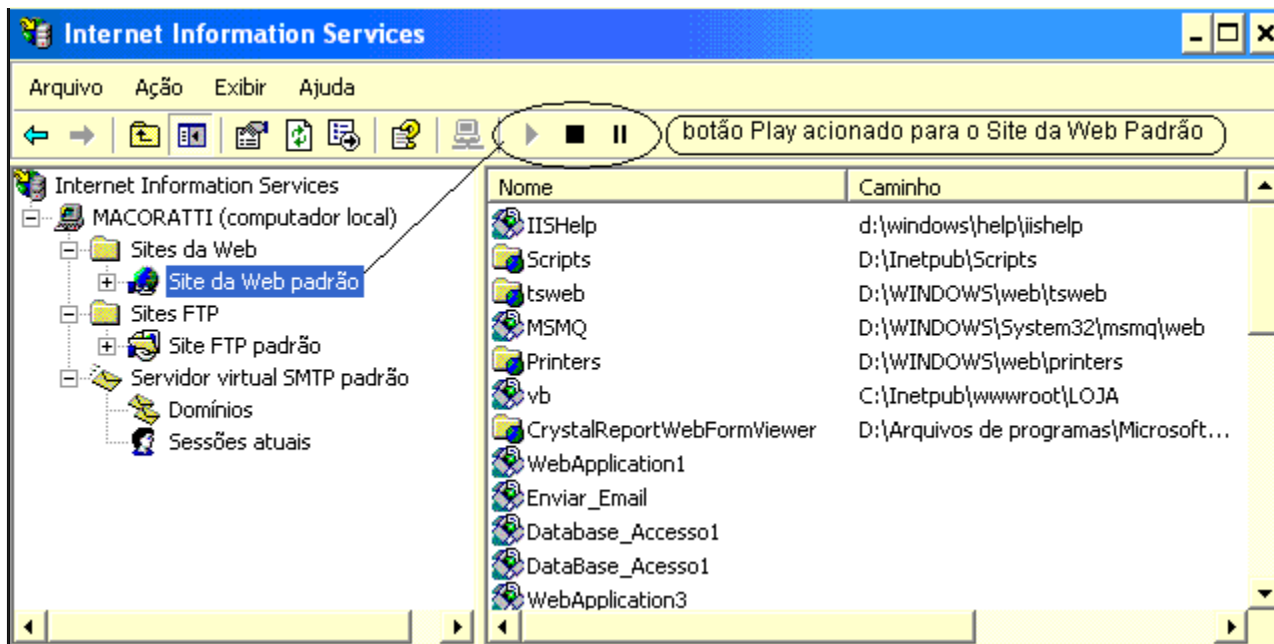 Internet Information Services
Arquivo Ação Exibir Ajuda
botão Play acionado para o Site da Web Padrão
Internet Information Services
MACORATTI (computador local)
Sites da Web
Site da Web padrão
Sites FTP
Site FTP padrão
Servidor virtual SMTP padrão
Domínios
Sessões atuais
Nome Caminho
IISHelp d:\windows\help\iishelp
Scripts D:\Inetpub\Scripts
tsweb D:\WINDOWS\web\tsweb
MSMQ D:\WINDOWS\System32\msmq\web
Printers D:\WINDOWS\web\printers
vb C:\Inetpub\wwwroot\LOJA
CrystalReportWebFormViewer D:\Arquivos de programas\Microsoft...
WebApplication1
Enviar_Email
Database_Accesso1
DataBase_Acesso1
WebApplication3